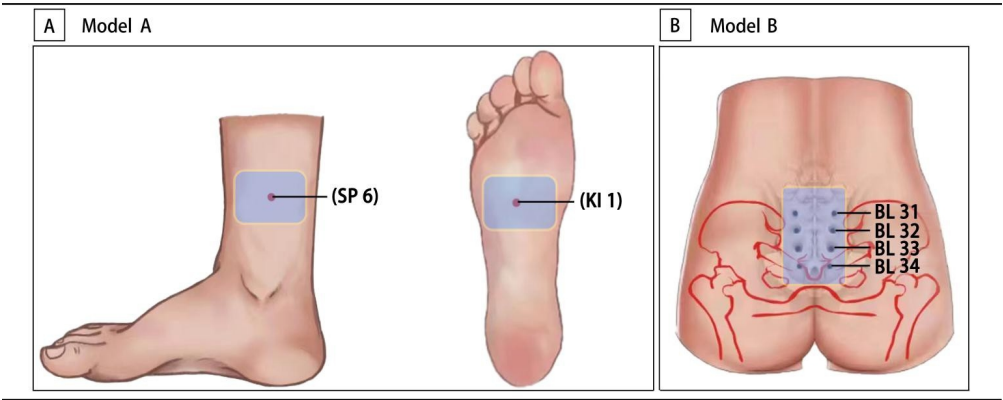 A Model A
B Model B
(SP 6)
(KI 1)
BL 31
BL 32
BL 33
BL 34